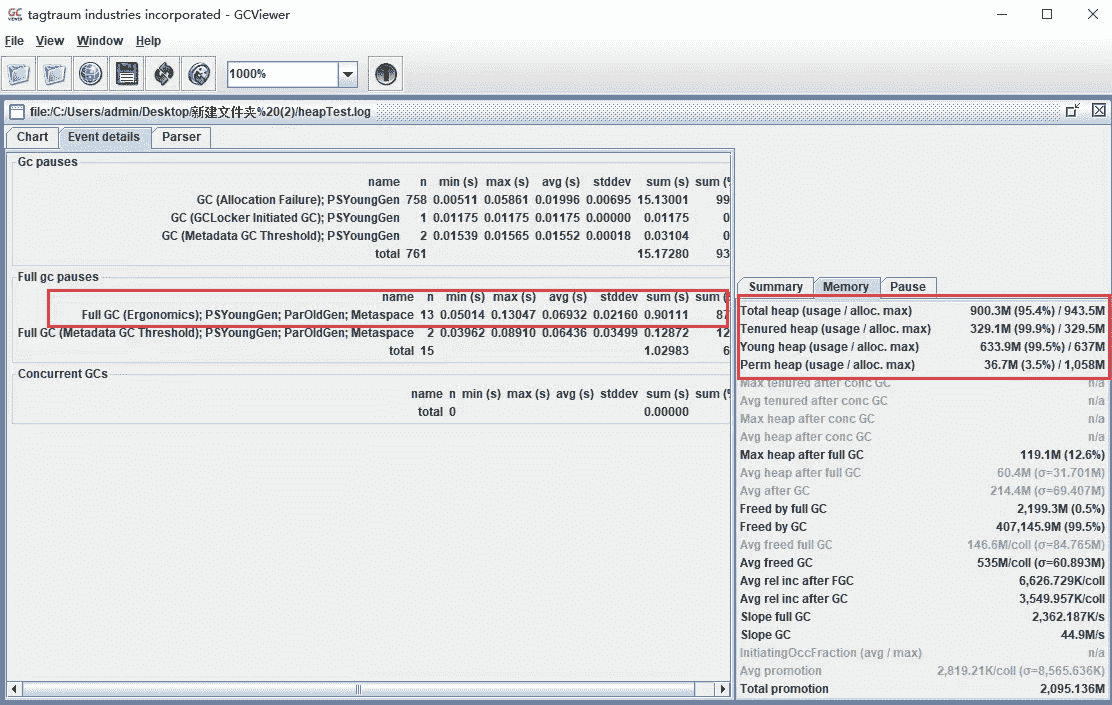 GC VIEWER tagtraum industries incorporated - GCViewer
File View Window Help
1000%
file:/C:/Users/admin/Desktop/新建文件夹%20(2)/heapTest.log
Chart Event details Parser
Gc pauses
name n min (s) max (s) avg (s) stddev sum (s) sum (%
GC (Allocation Failure); PSYoungGen 758 0.00511 0.05861 0.01996 0.00695 15.13001 99
GC (GCLocker Initiated GC); PSYoungGen 1 0.01175 0.01175 0.01175 0.00000 0.01175 0
GC (Metadata GC Threshold); PSYoungGen 2 0.01539 0.01565 0.01552 0.00018 0.03104 0
total 761 15.17280 93
Full gc pauses
name n min (s) max (s) avg (s) stddev sum (s) sum (
Full GC (Ergonomics); PSYoungGen; ParOldGen; Metaspace 13 0.05014 0.13047 0.06932 0.02160 0.90111 87
Full GC (Metadata GC Threshold); PSYoungGen; ParOldGen; Metaspace 2 0.03962 0.08910 0.06436 0.03499 0.12872 12
total 15 1.02983 6
Concurrent GCs
name n min (s) max (s) avg (s) stddev sum (s) sum (%
total 0 0.00000
Summary Memory Pause
Total heap (usage / alloc. max) 900.3M (95.4%) / 943.5M
Tenured heap (usage / alloc. max) 329.1M (99.9%) / 329.5M
Young heap (usage / alloc. max) 633.9M (99.5%) / 637M
Perm heap (usage / alloc. max) 36.7M (3.5%) / 1,058M
Max tenured after conc GC n/a
Avg tenured after conc GC n/a
Max heap after conc GC n/a
Avg heap after conc GC n/a
Max heap after full GC 119.1M (12.6%)
Avg heap after full GC 60.4M (σ=31.701M)
Avg after GC 214.4M (σ=69.407M)
Freed by full GC 2,199.3M (0.5%)
Freed by GC 407,145.9M (99.5%)
Avg freed full GC 146.6M/coll (σ=84.765M)
Avg freed GC 535M/coll (σ=60.893M)
Avg rel inc after FGC 6,626.729K/coll
Avg rel inc after GC 3,549.957K/coll
Slope full GC 2,362.187K/s
Slope GC 44.9M/s
InitiatingOccFraction (avg / max) n/a
Avg promotion 2,819.21K/coll (σ=8,565.636K)
Total promotion 2,095.136M